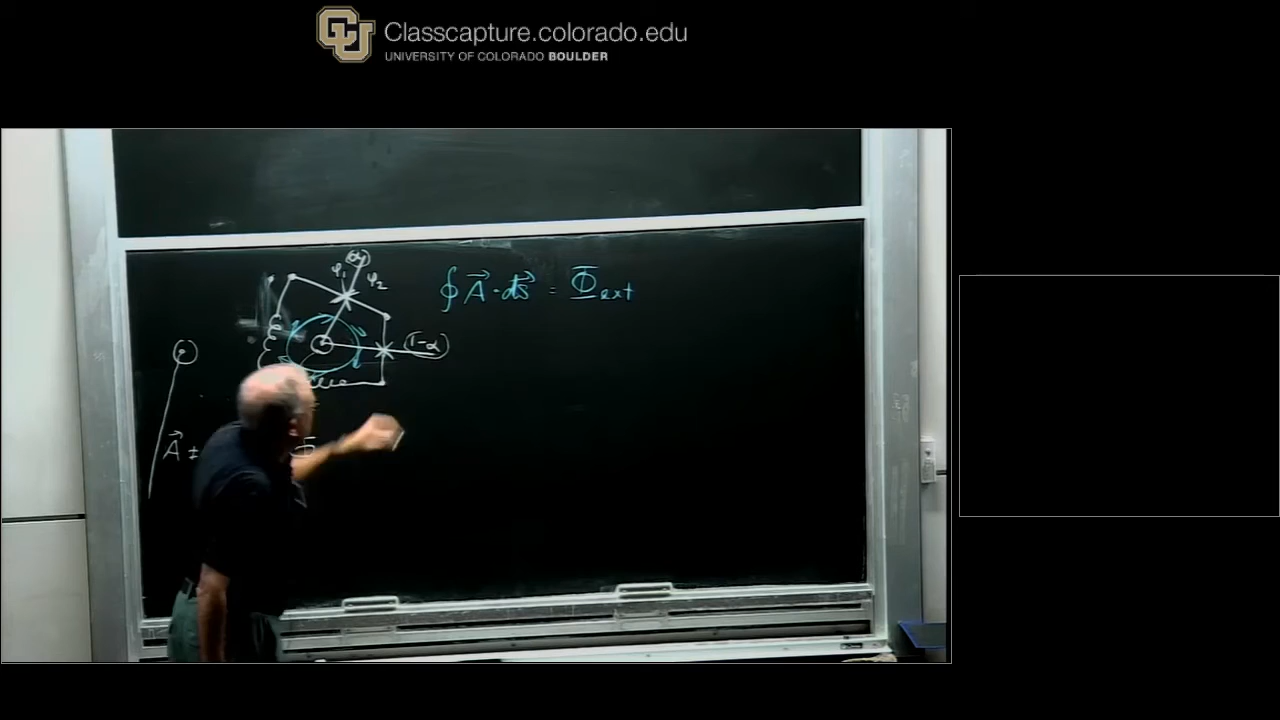 Classcapture.colorado.edu
UNIVERSITY OF COLORADO BOULDER
(α)
φ₁ φ₂
∮ A⃗ · ds⃗ = Φext
(1-α)
A⃗ ± Φ